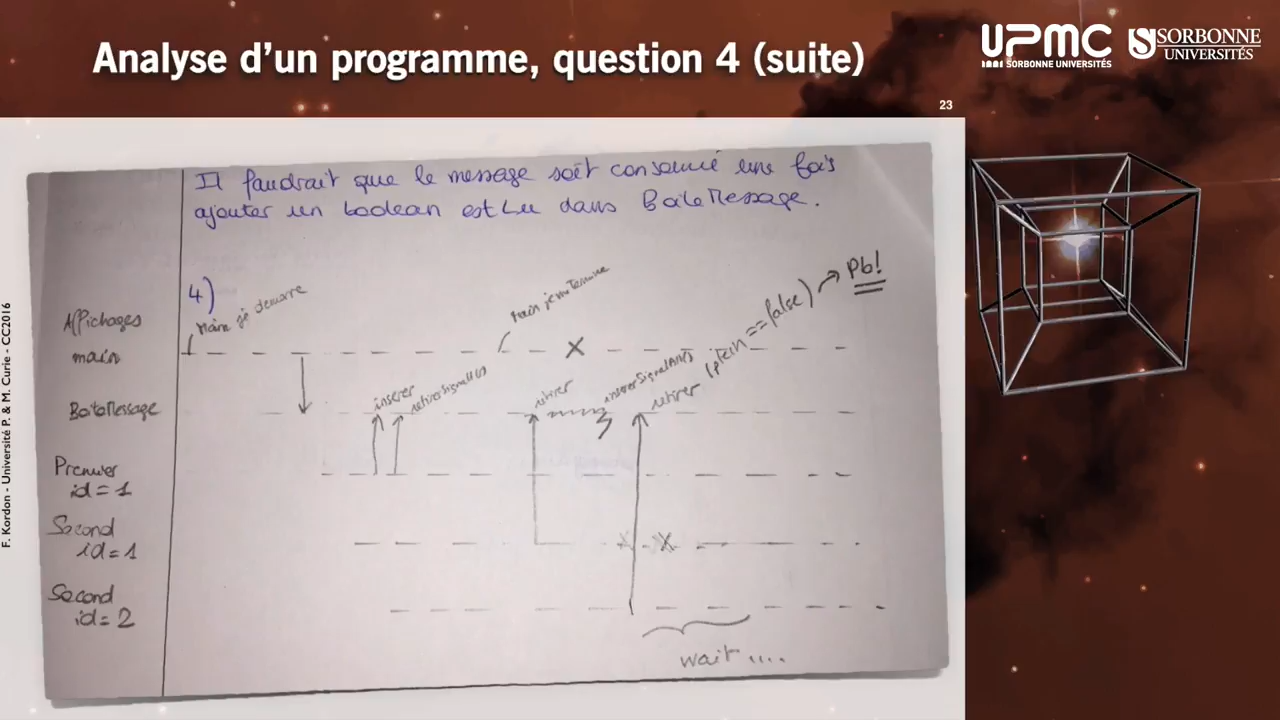 Analyse d'un programme, question 4 (suite)
UPMC
SORBONNE UNIVERSITÉS
SORBONNE
UNIVERSITÉS
23
F. Kordon - Université P. & M. Curie - CC2016
Il faudrait que le message soit consommé une fois
ajouter un boolean estLu dans BoiteMessage.
4)
Affichages
main
Main je démarre
Main je me termine
Pb!
BoiteMessage
inserer
retirer
retirer (plein == false)
Premier
id=1
Second
id=1
Second
id=2
wait ....